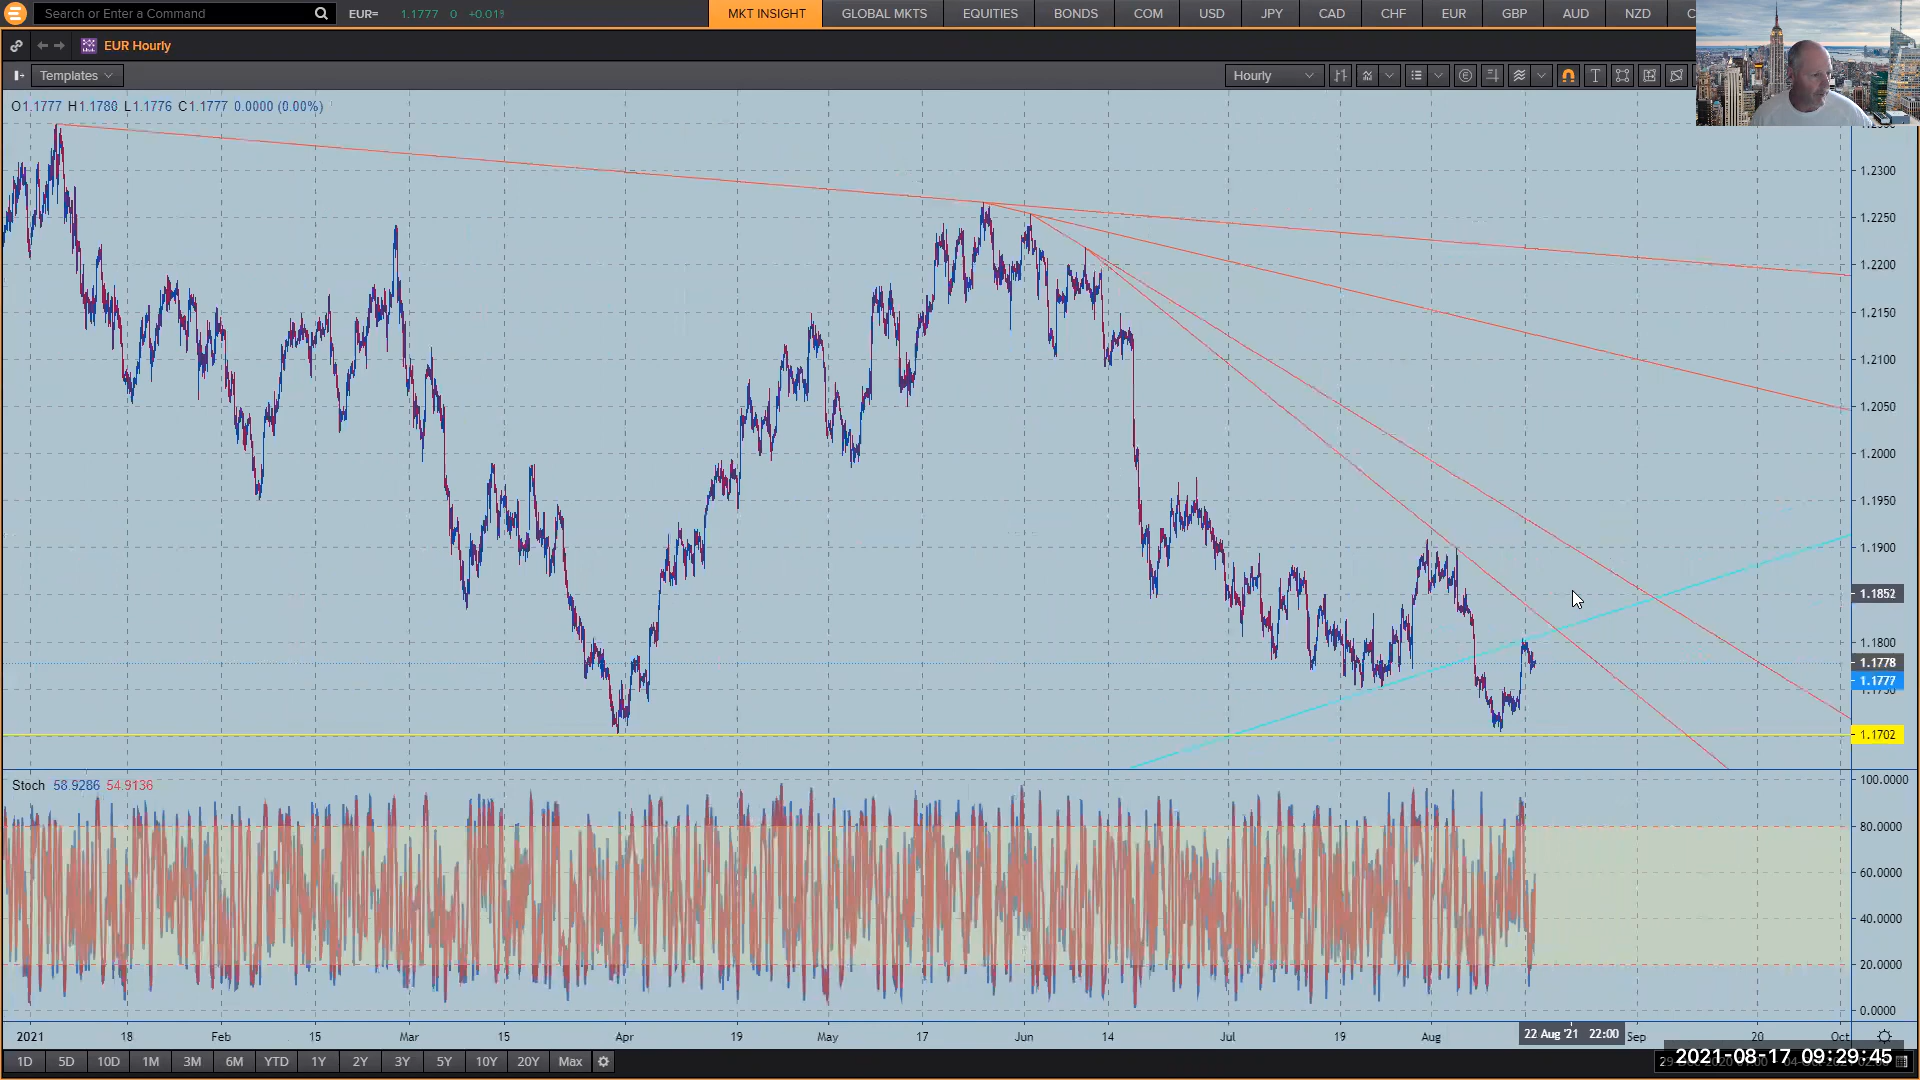 Search or Enter a Command
EUR= 1.1777 0 +0.01%
MKT INSIGHT GLOBAL MKTS EQUITIES BONDS COM USD JPY CAD CHF EUR GBP AUD NZD
EUR Hourly
Templates
Hourly
O1.1777 H1.1780 L1.1776 C1.1777 0.0000 (0.00%)
1.2300
1.2250
1.2200
1.2150
1.2100
1.2050
1.2000
1.1950
1.1900
1.1852
1.1800
1.1778
1.1777
1.1750
1.1702
Stoch 58.9286 54.9136
100.0000
80.0000
60.0000
40.0000
20.0000
0.0000
2021 18 Feb 15 Mar 15 Apr 19 May 17 Jun 14 Jul 19 Aug 22 Aug '21 22:00 Sep 20 Oct
1D 5D 10D 1M 3M 6M YTD 1Y 2Y 3Y 5Y 10Y 20Y Max
2021-08-17 09:29:45